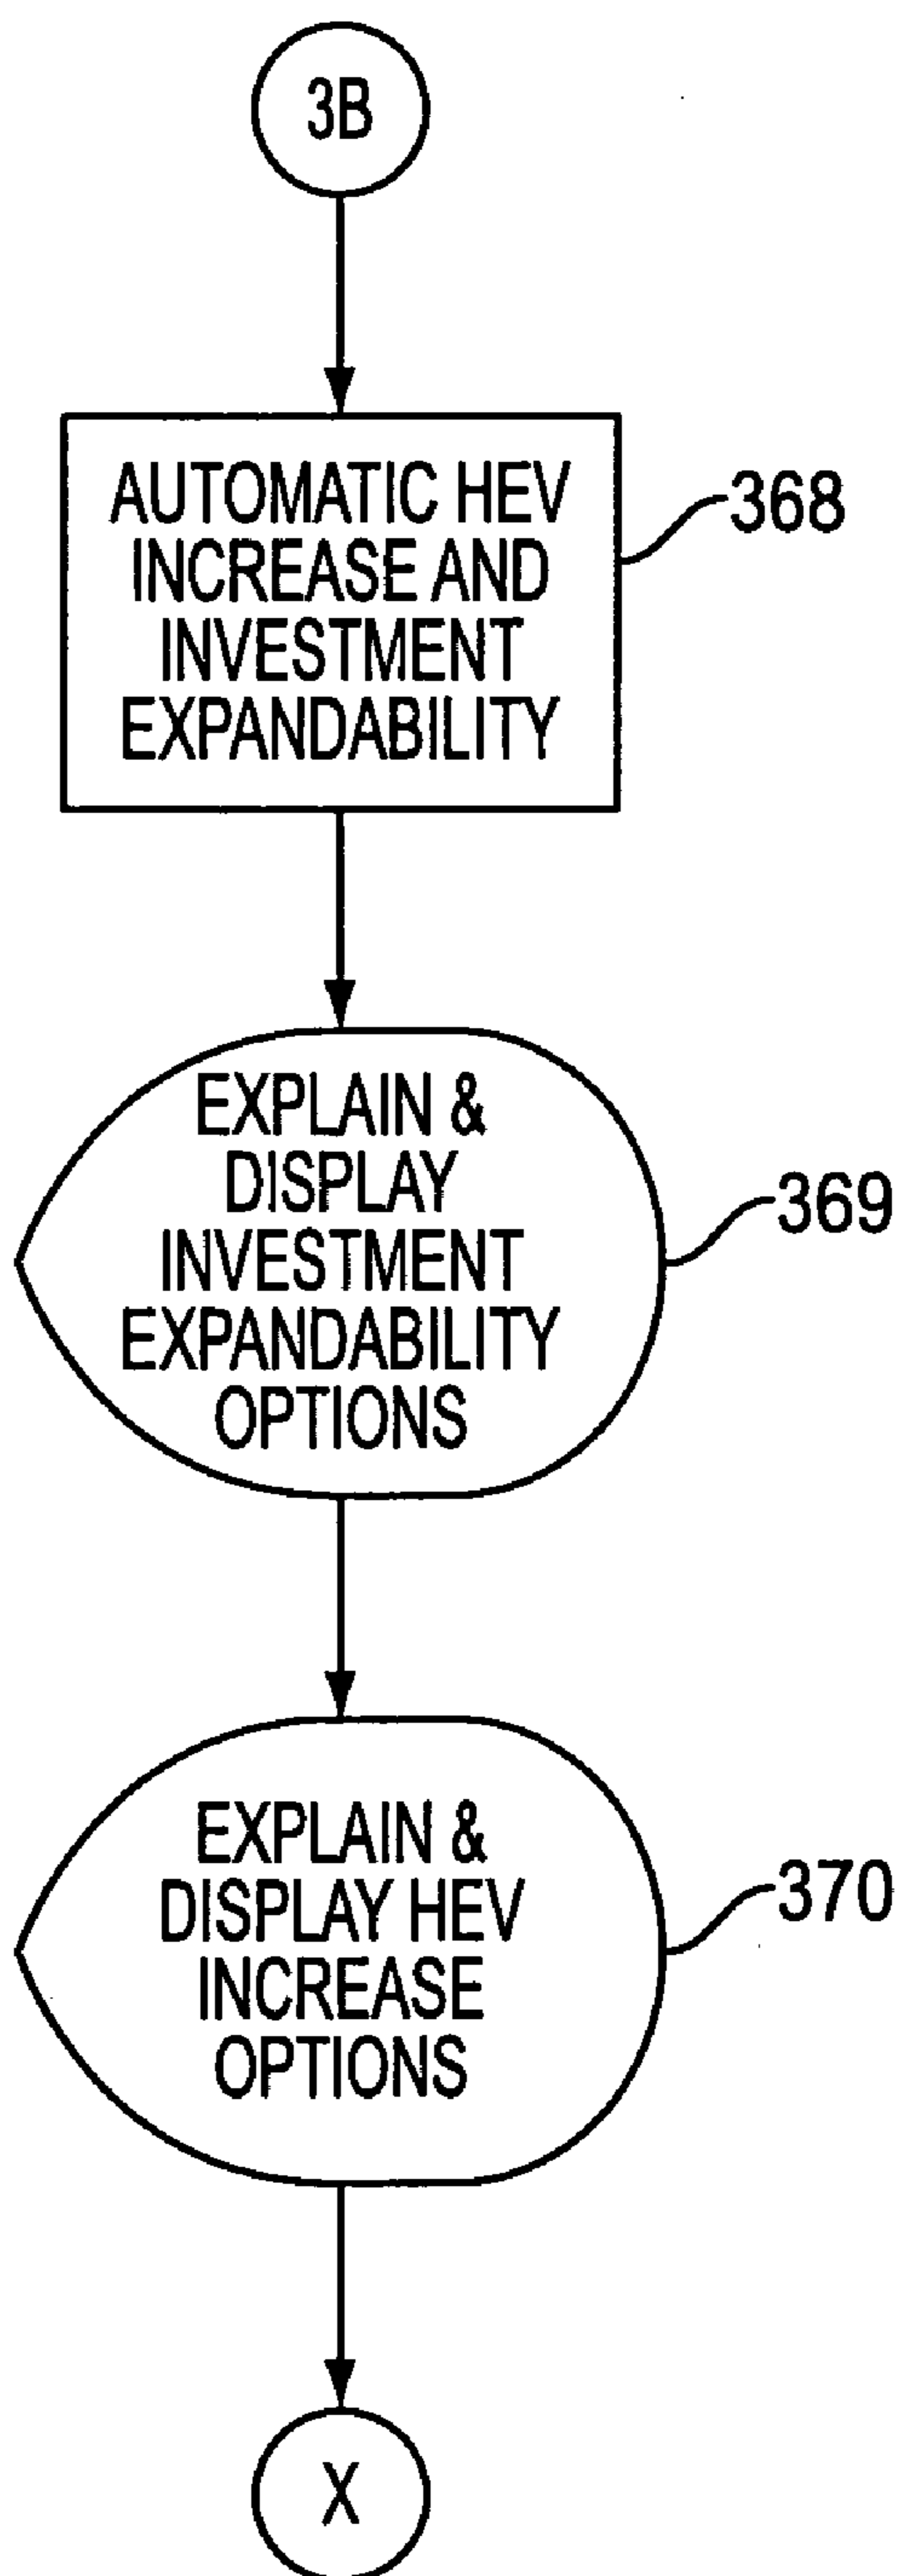 3B
AUTOMATIC HEV
INCREASE AND
INVESTMENT
EXPANDABILITY
368
EXPLAIN &
DISPLAY
INVESTMENT
EXPANDABILITY
OPTIONS
369
EXPLAIN &
DISPLAY HEV
INCREASE
OPTIONS
370
X